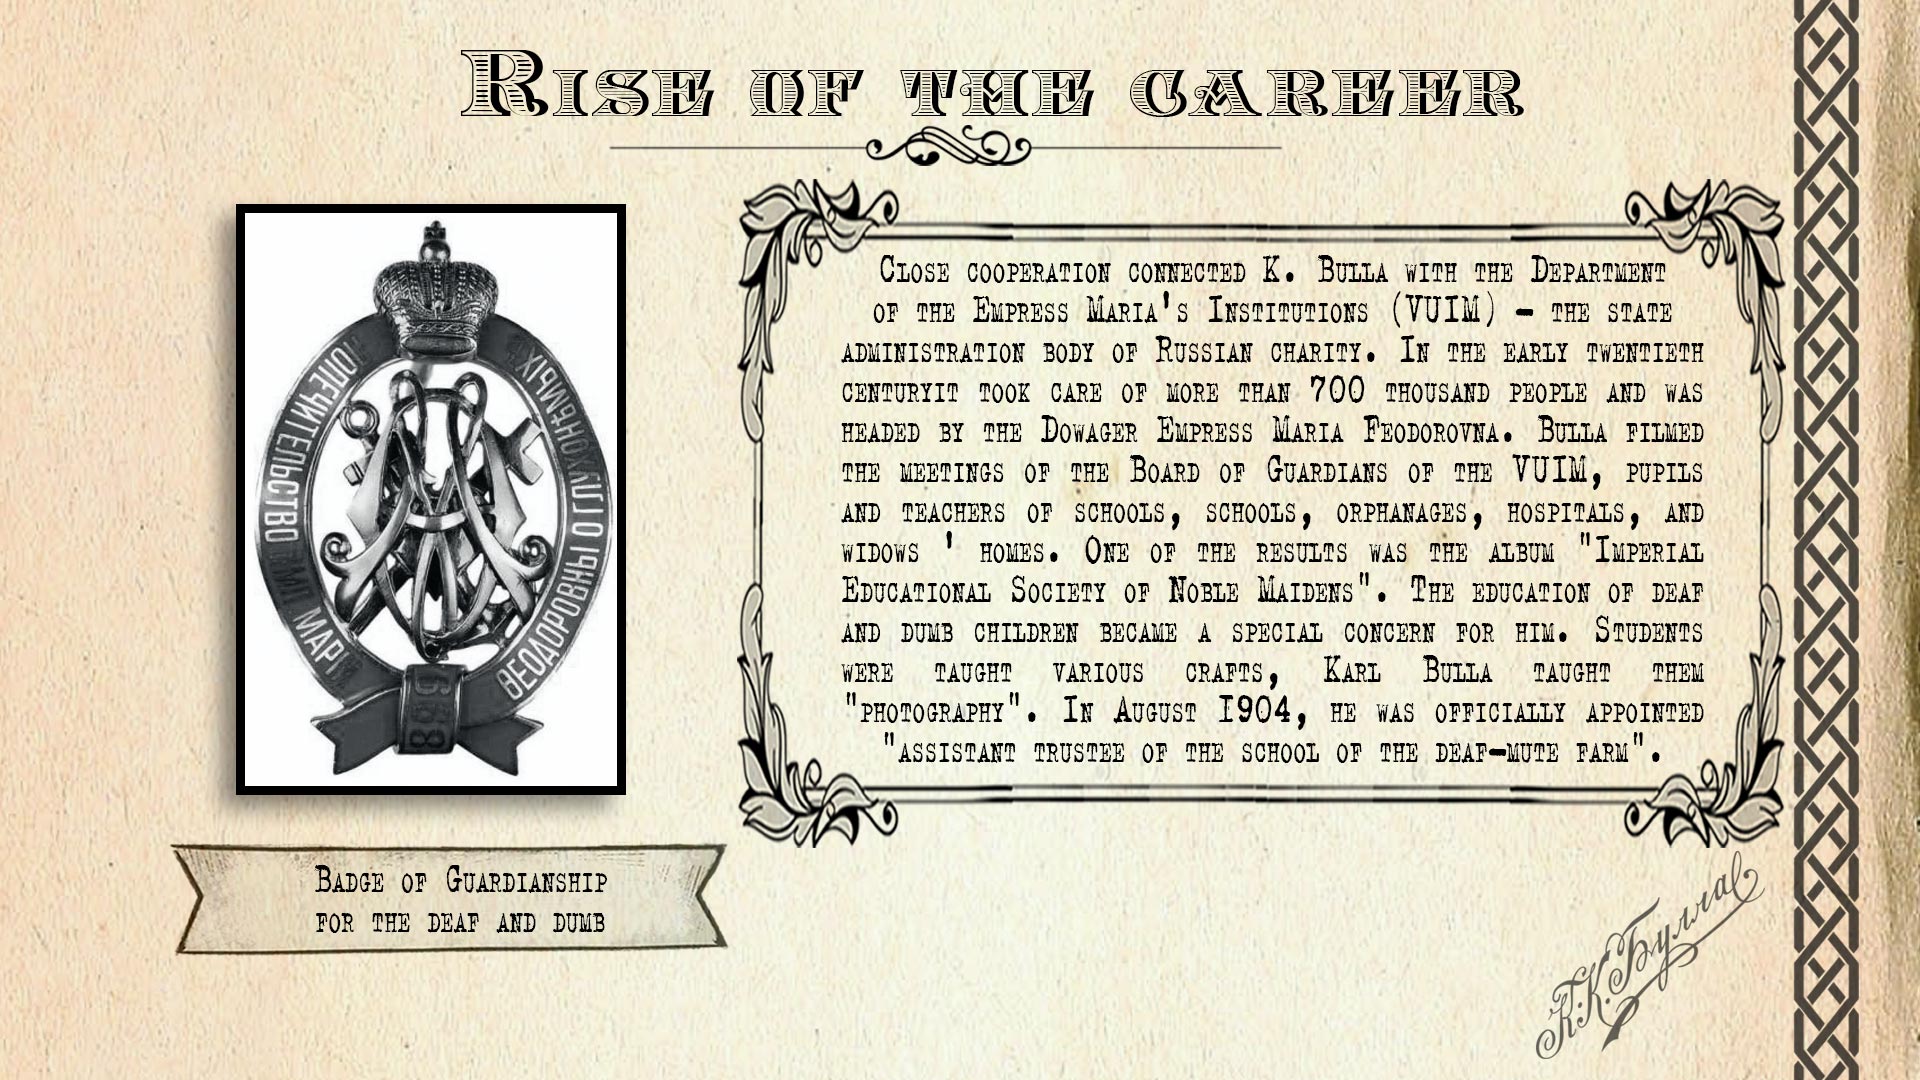 Rise of the career
Close cooperation connected K. Bulla with the Department
of the Empress Maria's Institutions (VUIM) – the state
administration body of Russian charity. In the early twentieth
centuryit took care of more than 700 thousand people and was
headed by the Dowager Empress Maria Feodorovna. Bulla filmed
the meetings of the Board of Guardians of the VUIM, pupils
and teachers of schools, schools, orphanages, hospitals, and
widows ' homes. One of the results was the album "Imperial
Educational Society of Noble Maidens". The education of deaf
and dumb children became a special concern for him. Students
were taught various crafts, Karl Bulla taught them
"photography". In August 1904, he was officially appointed
"assistant trustee of the school of the deaf-mute farm".
ПОПЕЧИТЕЛЬСТВО
МАРІ
ѲЕОДОРОВНЫ О ГЛУХОНѢМЫХЪ
Badge of Guardianship
for the deaf and dumb
К.К.Булла